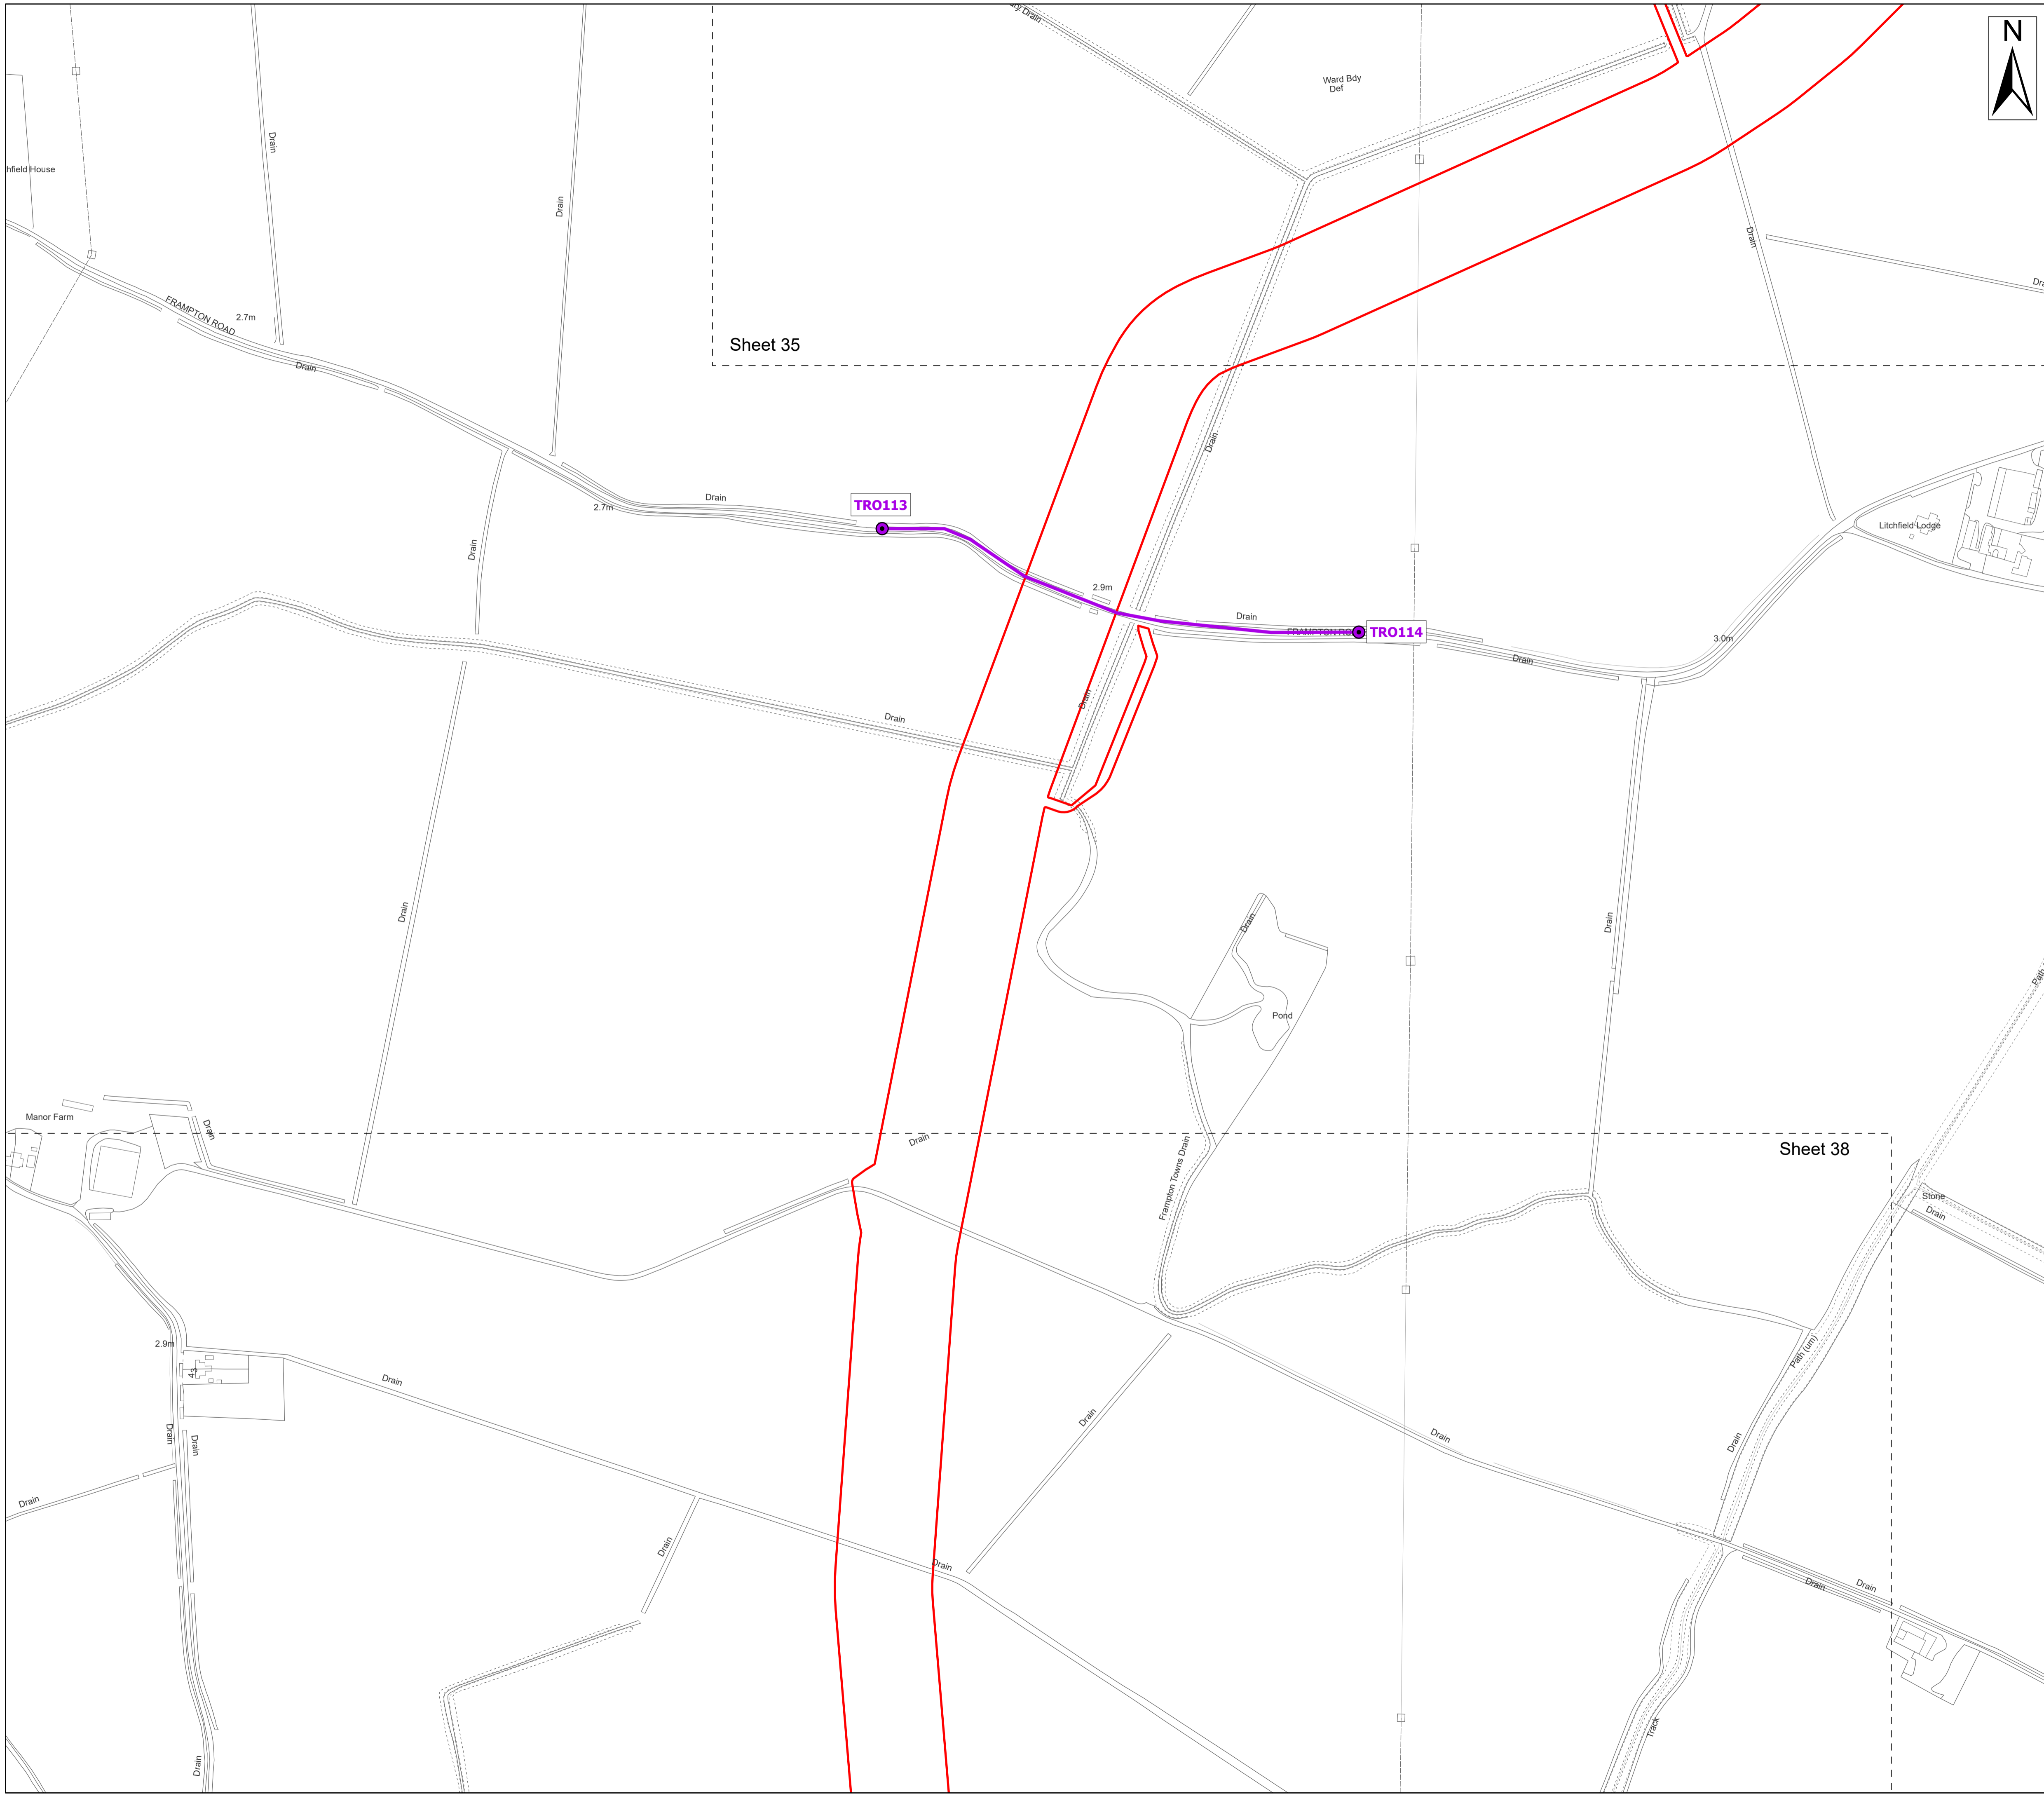 N
Ward Bdy
Def
Drain
Drain
hfield House
Drain
FRAMPTON ROAD
2.7m
Sheet 35
Drain
Drain
Drain
2.7m
TRO113
Litchfield Lodge
Drain
2.9m
Drain
TRO114
3.0m
Drain
Drain
Drain
Drain
Drain
Drain
Pond
Path
Manor Farm
Drain
Drain
Sheet 38
Frampton Towns Drain
Stone
Drain
2.9m
43
Path (um)
Drain
Drain
Drain
Drain
Drain
Drain
Drain
Drain
Drain
Drain
Drain
Track
Drain